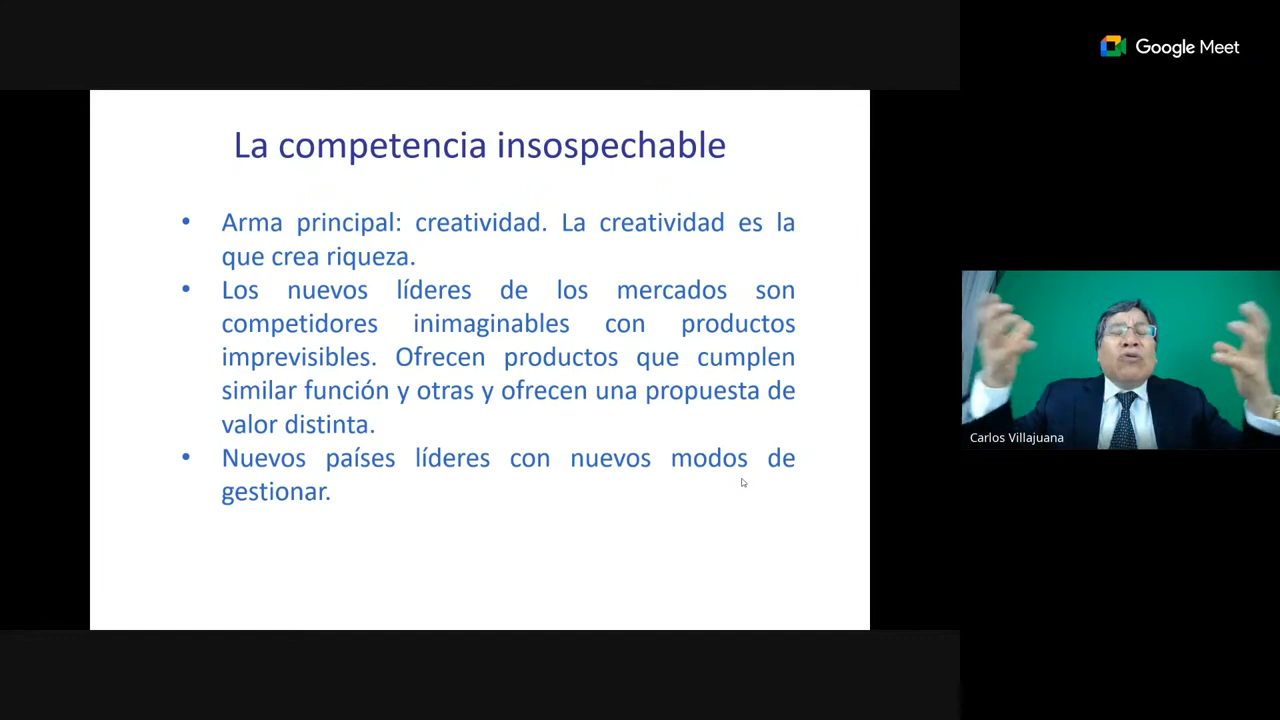 Google Meet
La competencia insospechable
• Arma principal: creatividad. La creatividad es la
que crea riqueza.
• Los nuevos líderes de los mercados son
competidores inimaginables con productos
imprevisibles. Ofrecen productos que cumplen
similar función y otras y ofrecen una propuesta de
valor distinta.
• Nuevos países líderes con nuevos modos de
gestionar.
Carlos Villajuana